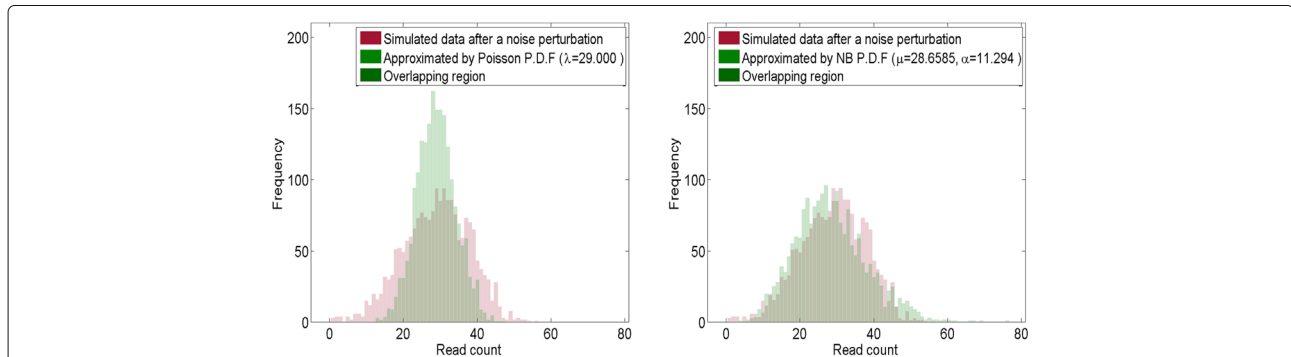 200
150
100
50
0
Frequency
Simulated data after a noise perturbation
Approximated by Poisson P.D.F (λ=29.000 )
Overlapping region
0 20 40 60 80
Read count
200
150
100
50
0
Frequency
Simulated data after a noise perturbation
Approximated by NB P.D.F (μ=28.6585, α=11.294 )
Overlapping region
0 20 40 60 80
Read count